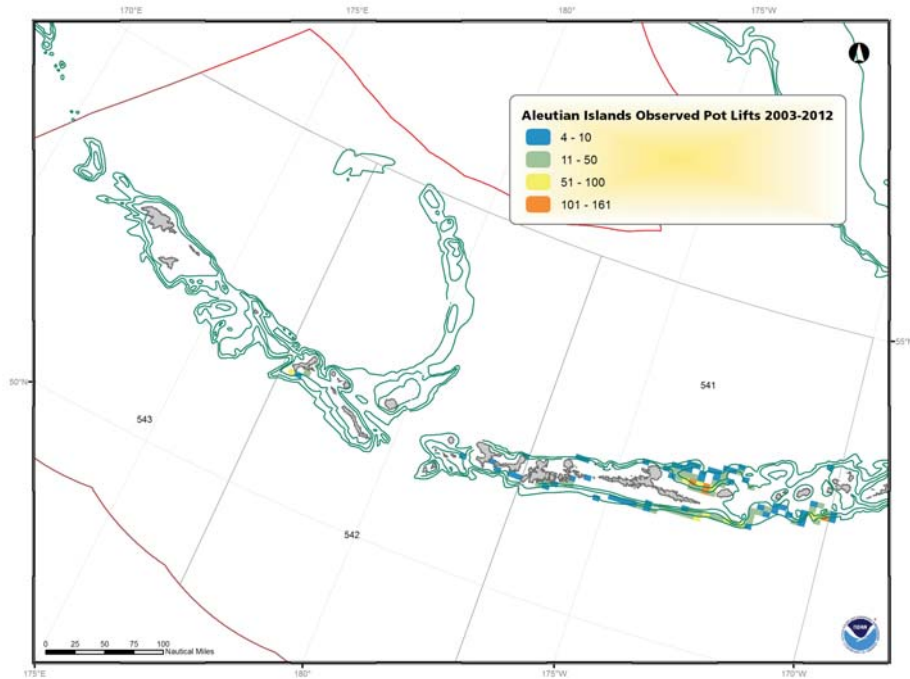 170°E 175°E 180° 175°W
Aleutian Islands Observed Pot Lifts 2003-2012
4 - 10
11 - 50
51 - 100
101 - 161
55°N
50°N
541
543
542
0 25 50 75 100
Nautical Miles
NOAA
175°E 180° 175°W 170°W